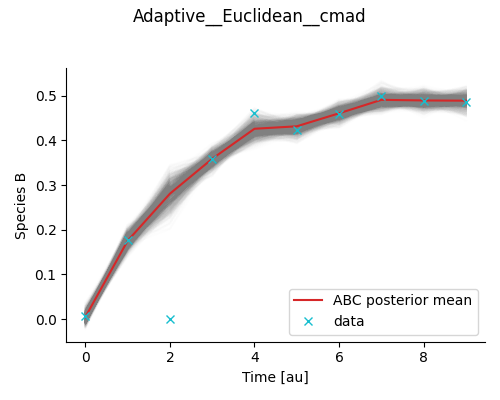 Adaptive__Euclidean__cmad
0.5
0.4
0.3
0.2
0.1
0.0
Species B
ABC posterior mean
data
0 2 4 6 8
Time [au]